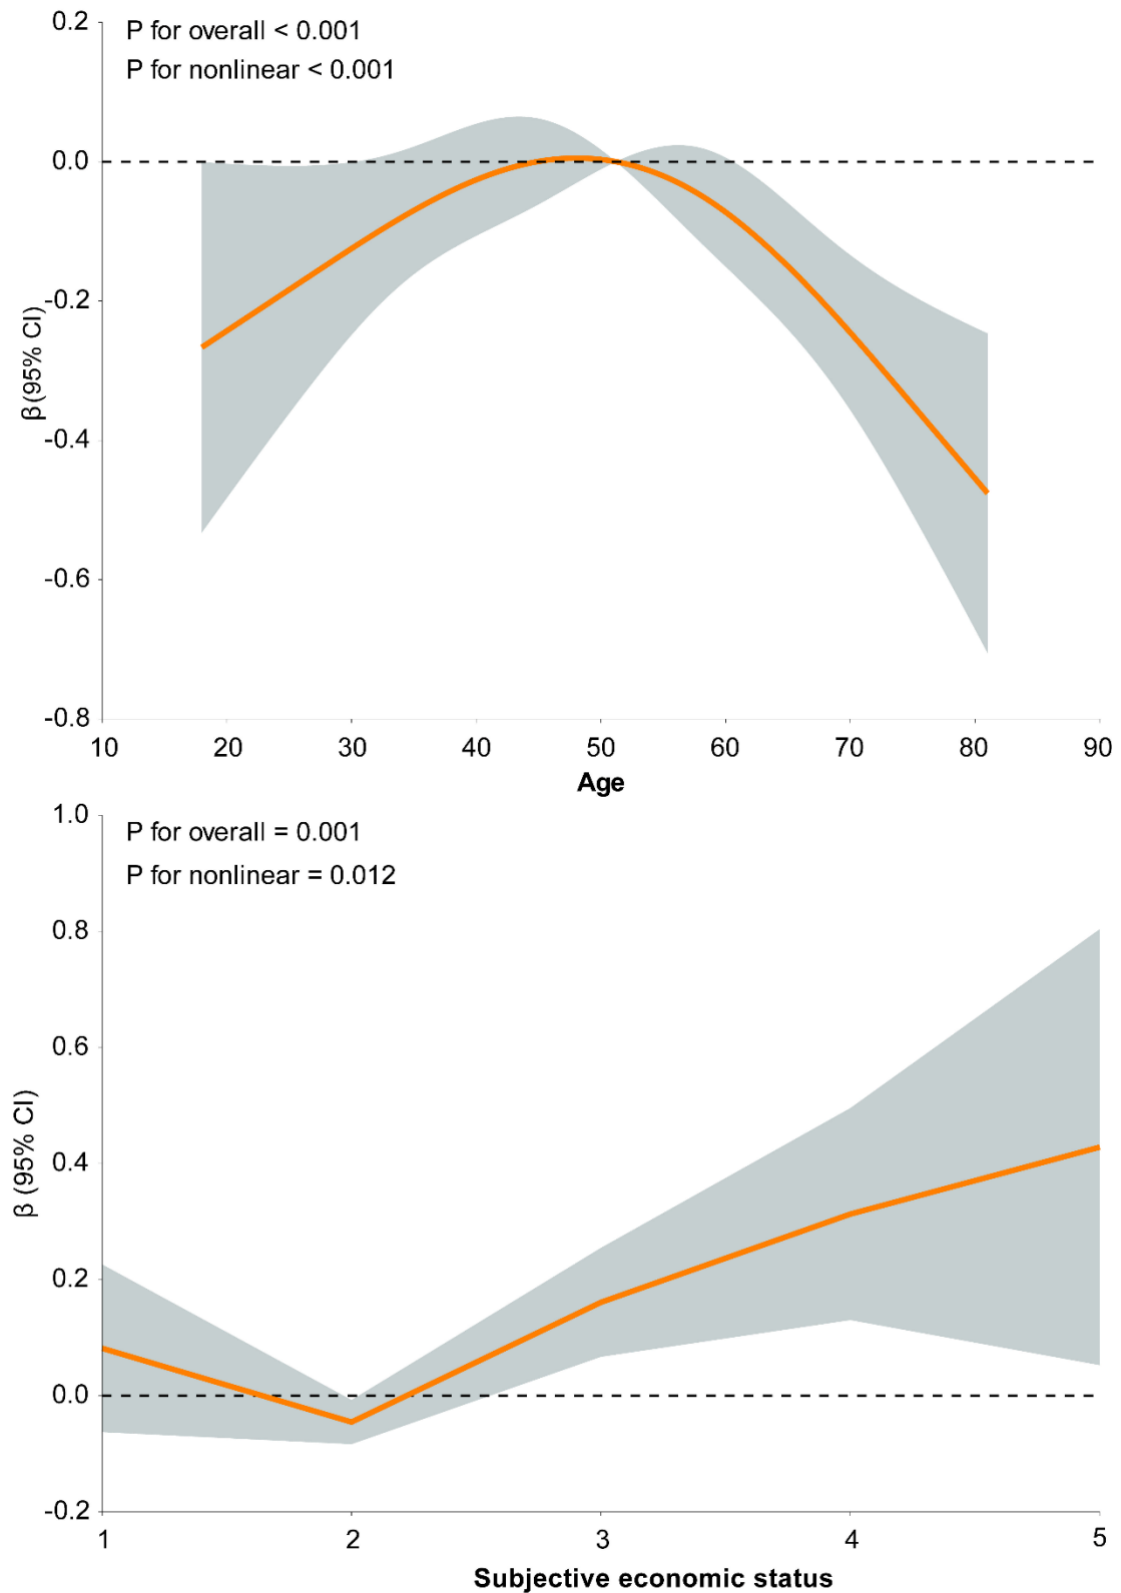 0.2
P for overall < 0.001
P for nonlinear < 0.001
0.0
-0.2
-0.4
-0.6
-0.8
β(95% CI)
10 20 30 40 50 60 70 80 90
Age
1.0
P for overall = 0.001
P for nonlinear = 0.012
0.8
0.6
0.4
0.2
0.0
-0.2
β (95% CI)
1 2 3 4 5
Subjective economic status